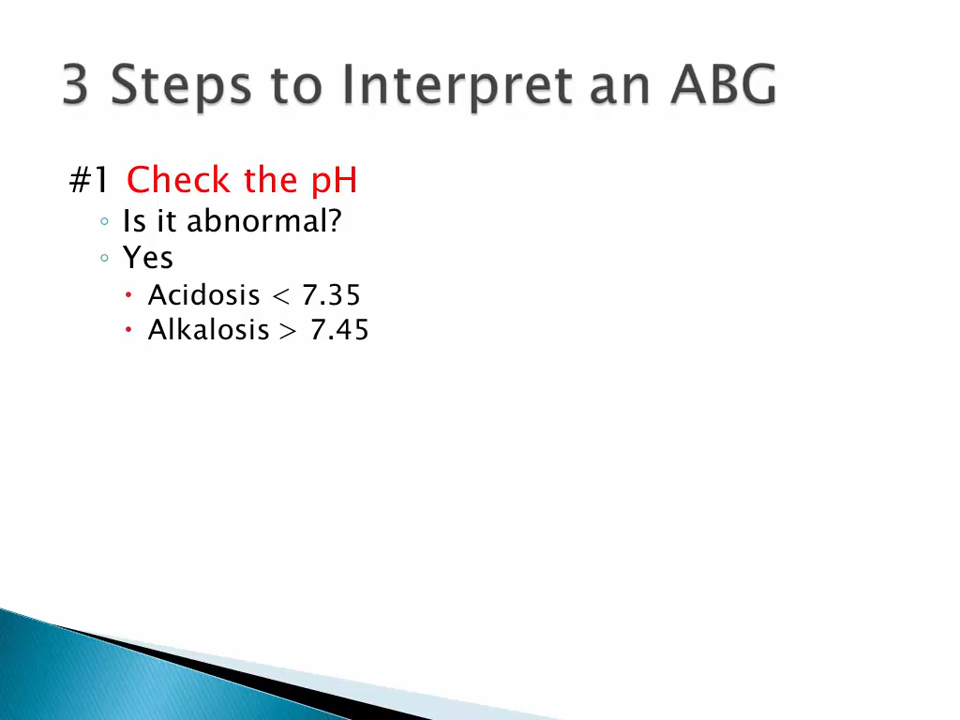 3 Steps to Interpret an ABG
#1 Check the pH
◦ Is it abnormal?
◦ Yes
▪ Acidosis < 7.35
▪ Alkalosis > 7.45